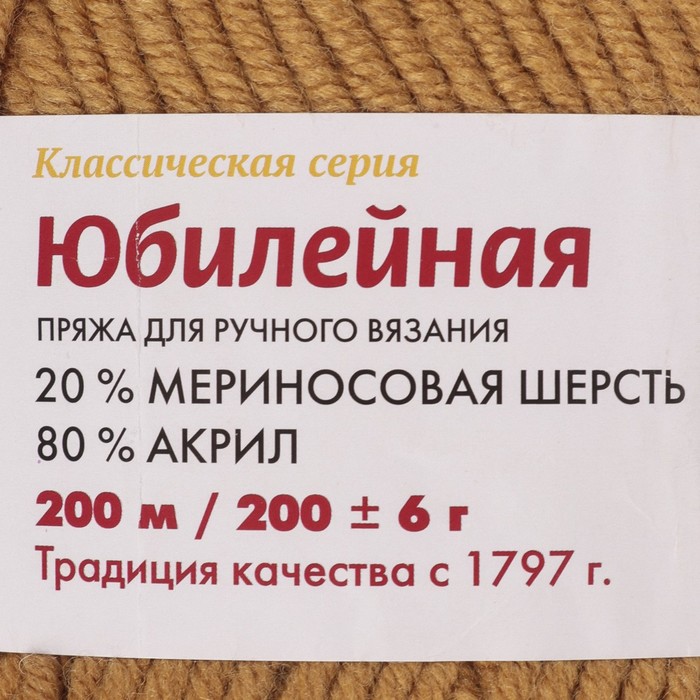 Классическая серия
Юбилейная
ПРЯЖА ДЛЯ РУЧНОГО ВЯЗАНИЯ
20 % МЕРИНОСОВАЯ ШЕРСТЬ
80 % АКРИЛ
200 м / 200 ± 6 г
Традиция качества с 1797 г.